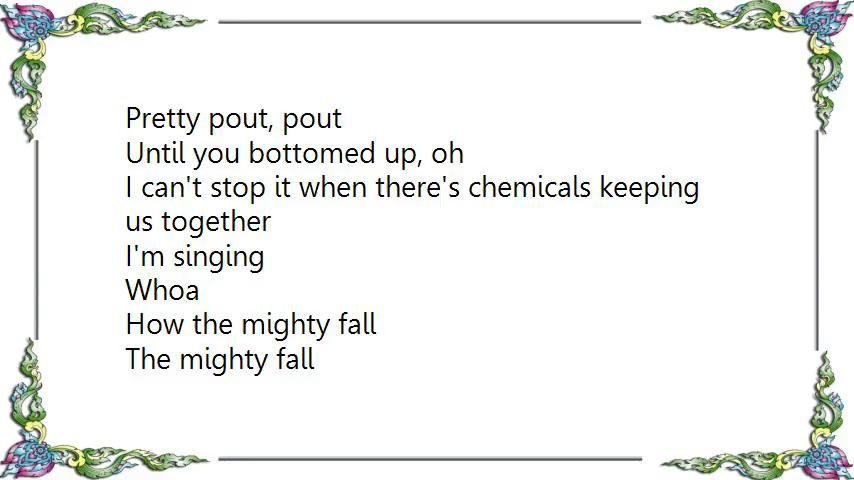 Pretty pout, pout
Until you bottomed up, oh
I can't stop it when there's chemicals keeping
us together
I'm singing
Whoa
How the mighty fall
The mighty fall